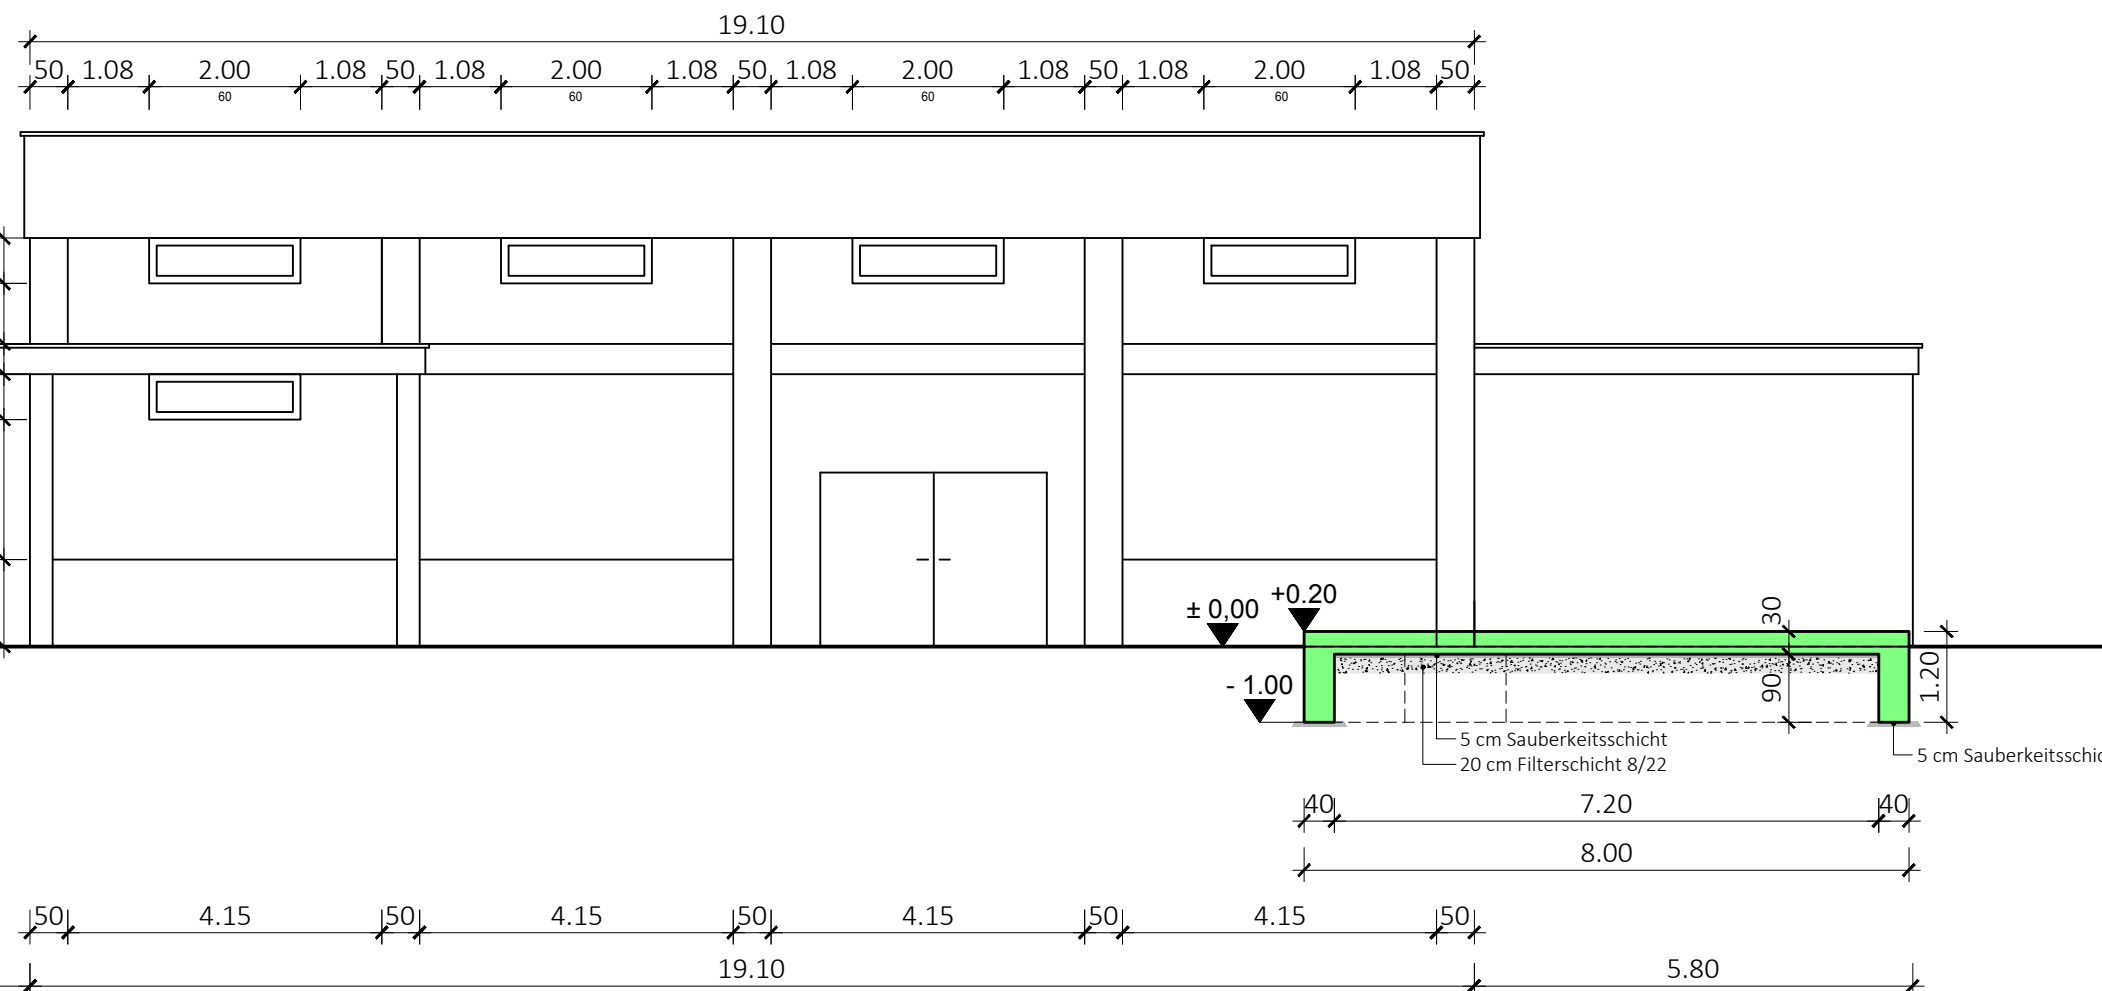 19.10
50 1.08 2.00 1.08 50 1.08 2.00 1.08 50 1.08 2.00 1.08 50 1.08 2.00 1.08 50
60 60 60 60
+0.20
± 0,00
30
- 1.00
90
1.20
5 cm Sauberkeitsschicht
20 cm Filterschicht 8/22
5 cm Sauberkeitsschic
40 7.20 40
8.00
50 4.15 50 4.15 50 4.15 50 4.15 50
19.10 5.80